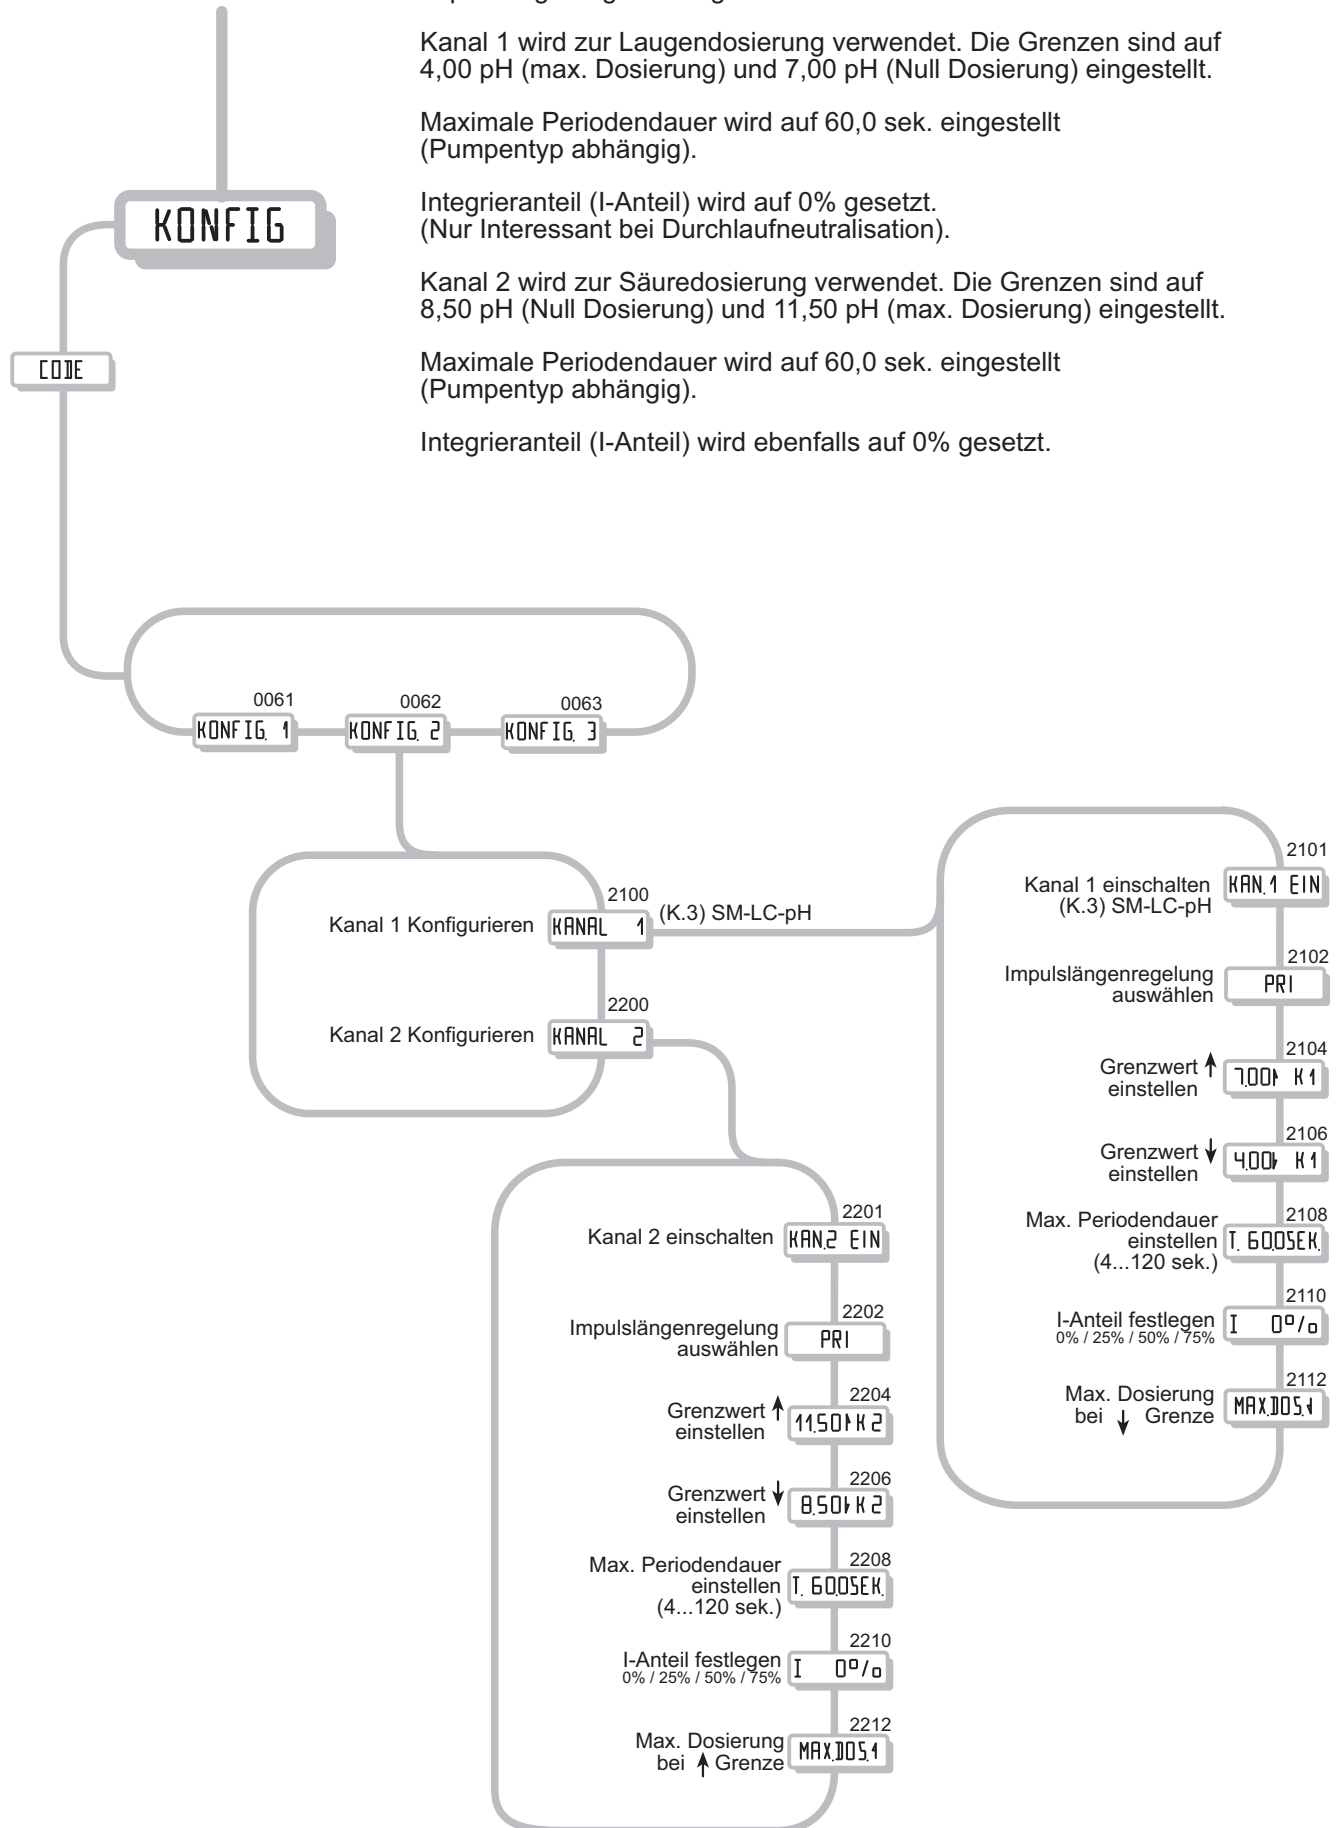 Kanal 1 wird zur Laugendosierung verwendet. Die Grenzen sind auf
4,00 pH (max. Dosierung) und 7,00 pH (Null Dosierung) eingestellt.
Maximale Periodendauer wird auf 60,0 sek. eingestellt
(Pumpentyp abhängig).
Integrieranteil (I-Anteil) wird auf 0% gesetzt.
(Nur Interessant bei Durchlaufneutralisation).
Kanal 2 wird zur Säuredosierung verwendet. Die Grenzen sind auf
8,50 pH (Null Dosierung) und 11,50 pH (max. Dosierung) eingestellt.
Maximale Periodendauer wird auf 60,0 sek. eingestellt
(Pumpentyp abhängig).
Integrieranteil (I-Anteil) wird ebenfalls auf 0% gesetzt.
KONFIG
CODE
0061
KONFIG. 1
0062
KONFIG. 2
0063
KONFIG. 3
2100
Kanal 1 Konfigurieren
KANAL 1
(K.3) SM-LC-pH
2200
Kanal 2 Konfigurieren
KANAL 2
2101
Kanal 1 einschalten
(K.3) SM-LC-pH
KAN.1 EIN
2102
Impulslängenregelung
auswählen
PRI
2104
Grenzwert ↑
einstellen
7.00↑ K1
2106
Grenzwert ↓
einstellen
4.00↓ K1
2108
Max. Periodendauer
einstellen
(4...120 sek.)
T. 60.0SEK.
2110
I-Anteil festlegen
0% / 25% / 50% / 75%
I 0%
2112
Max. Dosierung
bei ↓ Grenze
MAX.DOS.↓
2201
Kanal 2 einschalten
KAN.2 EIN
2202
Impulslängenregelung
auswählen
PRI
2204
Grenzwert ↑
einstellen
11.50↑K2
2206
Grenzwert ↓
einstellen
8.50↓K2
2208
Max. Periodendauer
einstellen
(4...120 sek.)
T. 60.0SEK.
2210
I-Anteil festlegen
0% / 25% / 50% / 75%
I 0%
2212
Max. Dosierung
bei ↑ Grenze
MAX.DOS.↑